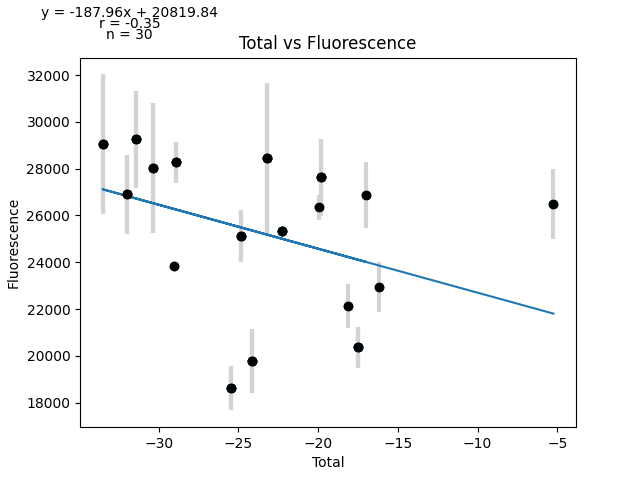 y = -187.96x + 20819.84
r = -0.35
n = 30
Total vs Fluorescence
32000
30000
28000
26000
24000
22000
20000
18000
Fluorescence
−30
−25
−20
−15
−10
−5
Total